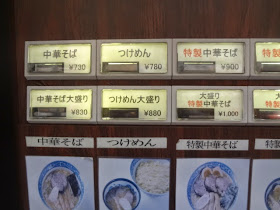 中華そば
¥730
つけめん
¥780
特製中華そば
¥900
特製
中華そば大盛り
¥830
つけめん大盛り
¥880
大盛り
特製中華そば
¥1,000
中華そば
つけめん
特製中華そば